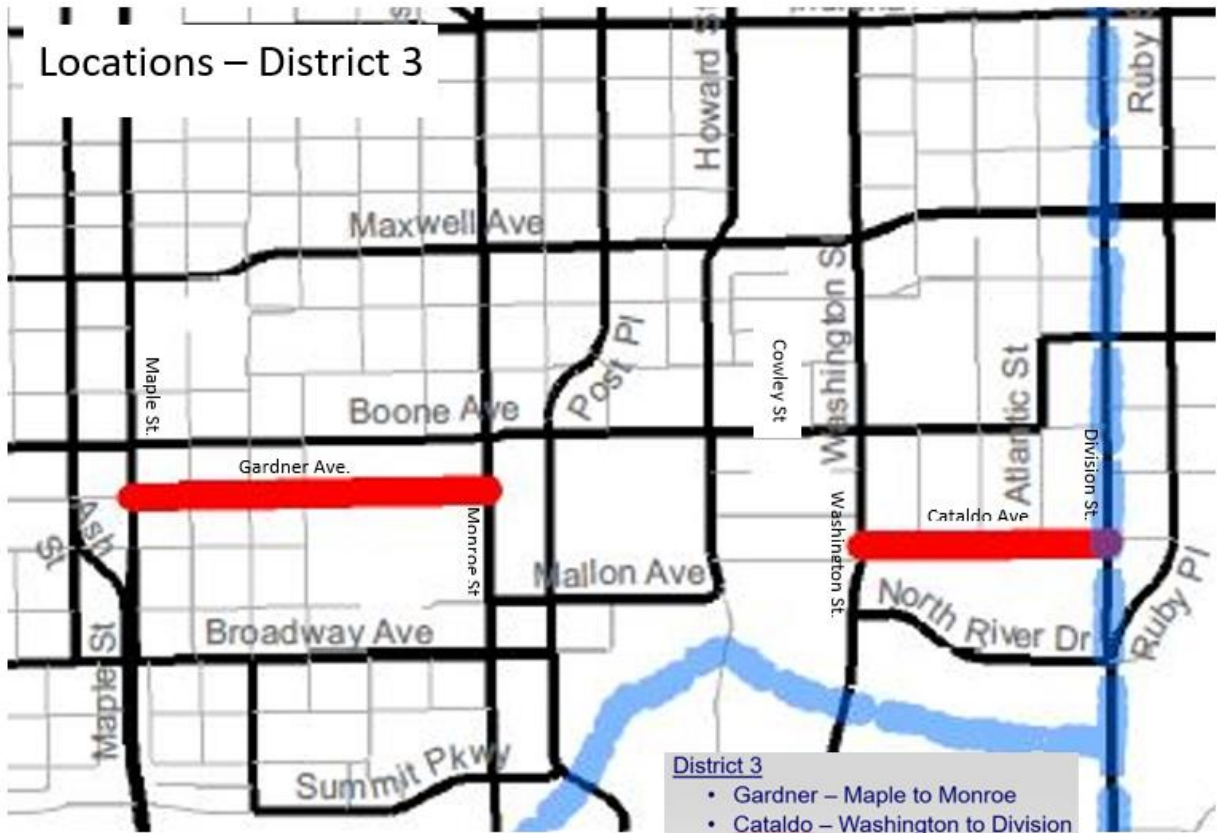 Locations – District 3
Howard St
Ruby
Maxwell Ave
Washington St
Post Pl
Cowley St
Maple St.
Boone Ave
Atlantic St
Division St.
Gardner Ave.
Ash
St
Monroe St
Washington St.
Cataldo Ave
Mallon Ave
North River Dr
Ruby Pl
Broadway Ave
Maple St
Summit Pkwy
District 3
• Gardner – Maple to Monroe
• Cataldo – Washington to Division